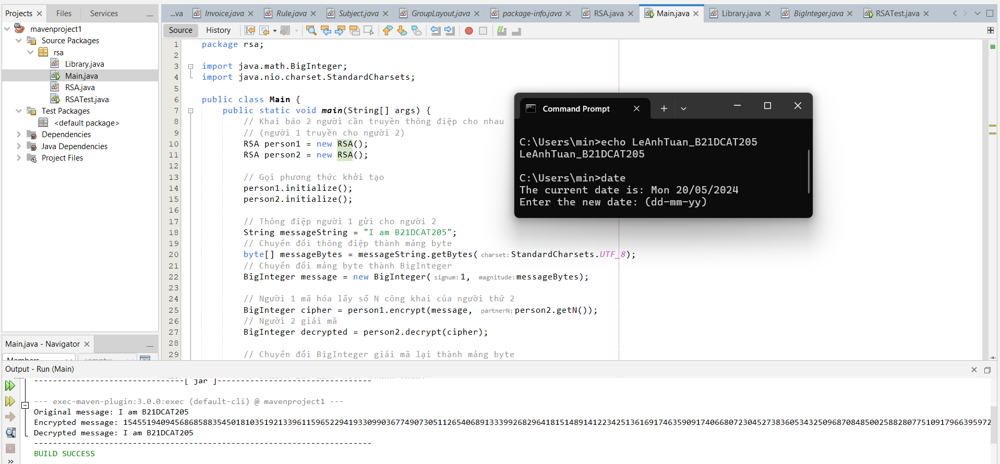 Projects
Files
Services
mavenproject1
Source Packages
rsa
Library.java
Main.java
RSA.java
RSATest.java
Test Packages
<default package>
Dependencies
Java Dependencies
Project Files
Main.java - Navigator
Members
<empty>
...va
Invoice.java
Rule.java
Subject.java
GroupLayout.java
package-info.java
RSA.java
Main.java
Library.java
BigInteger.java
RSATest.java
Source
History
1 package rsa;
2
3 import java.math.BigInteger;
4 import java.nio.charset.StandardCharsets;
5
6 public class Main {
7 public static void main(String[] args) {
8 // Khai báo 2 người cần truyền thông điệp cho nhau
9 // (người 1 truyền cho người 2)
10 RSA person1 = new RSA();
11 RSA person2 = new RSA();
12
13 // Gọi phương thức khởi tạo
14 person1.initialize();
15 person2.initialize();
16
17 // Thông điệp người 1 gửi cho người 2
18 String messageString = "I am B21DCAT205";
19 // Chuyển đổi thông điệp thành mảng byte
20 byte[] messageBytes = messageString.getBytes( charset: StandardCharsets.UTF_8);
21 // Chuyển đổi mảng byte thành BigInteger
22 BigInteger message = new BigInteger( signum: 1, magnitude: messageBytes);
23
24 // Người 1 mã hóa lấy số N công khai của người thứ 2
25 BigInteger cipher = person1.encrypt(message, partnerN: person2.getN());
26 // Người 2 giải mã
27 BigInteger decrypted = person2.decrypt(cipher);
28
29 // Chuyển đổi BigInteger giải mã lại thành mảng byte
Command Prompt
C:\Users\min>echo LeAnhTuan_B21DCAT205
LeAnhTuan_B21DCAT205
C:\Users\min>date
The current date is: Mon 20/05/2024
Enter the new date: (dd-mm-yy)
Output - Run (Main)
--------------------------------[ jar ]---------------------------------
--- exec-maven-plugin:3.0.0:exec (default-cli) @ mavenproject1 ---
Original message: I am B21DCAT205
Encrypted message:
Decrypted message: I am B21DCAT205
------------------------------------------------------------------------
BUILD SUCCESS